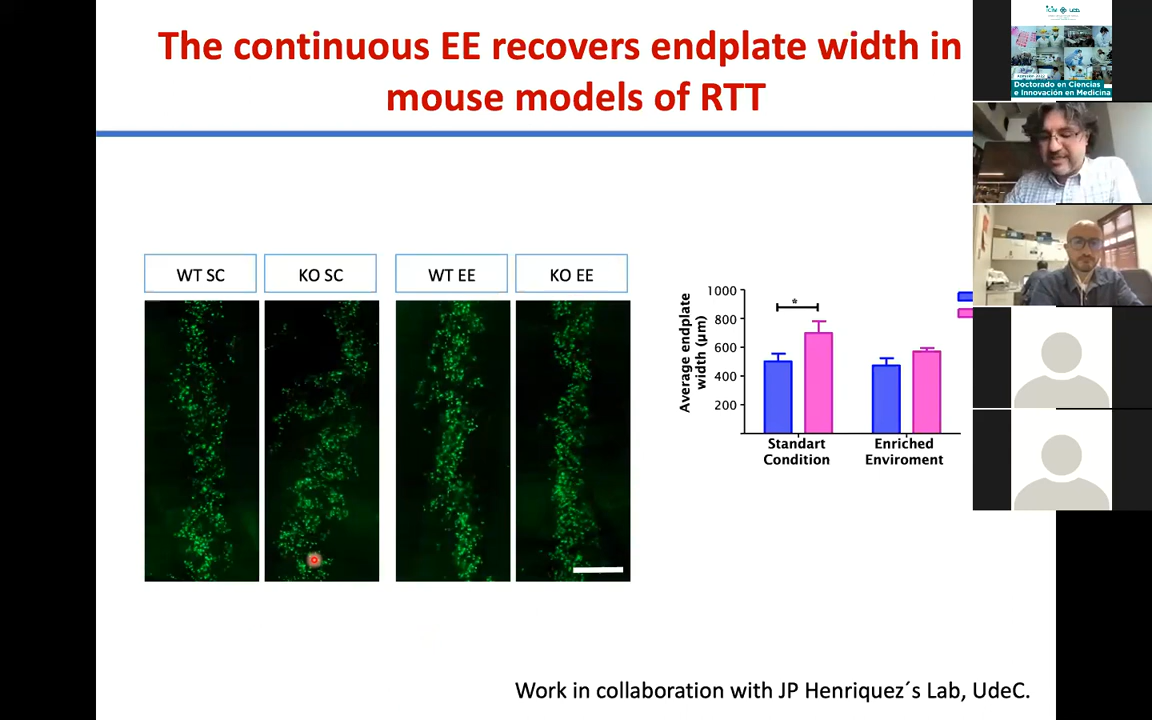 The continuous EE recovers endplate width in
mouse models of RTT
WT SC
KO SC
WT EE
KO EE
Average endplate
width (µm)
1000
800
600
400
200
*
Standart
Condition
Enriched
Enviroment
Work in collaboration with JP Henriquez´s Lab, UdeC.
Doctorado en Ciencias
e Innovación en Medicina